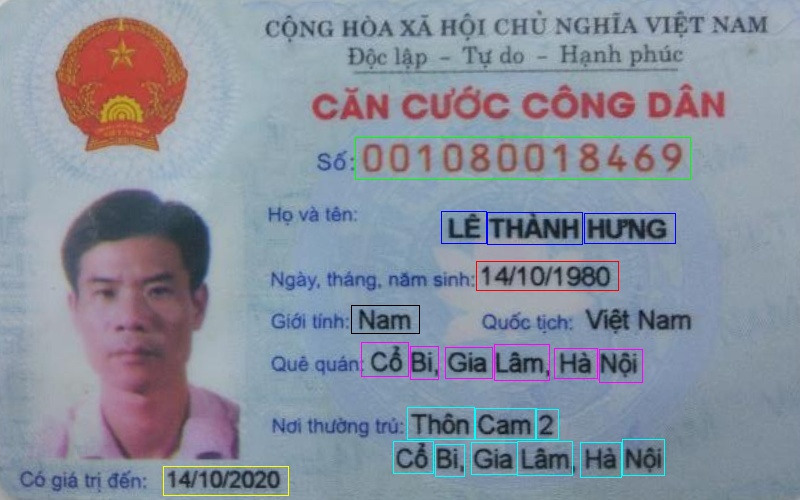 CỘNG HÒA XÃ HỘI CHỦ NGHĨA VIỆT NAM
Độc lập - Tự do - Hạnh phúc
CĂN CƯỚC CÔNG DÂN
Số: 001080018469
Họ và tên: LÊ THÀNH HƯNG
Ngày, tháng, năm sinh: 14/10/1980
Giới tính: Nam Quốc tịch: Việt Nam
Quê quán: Cổ Bi, Gia Lâm, Hà Nội
Nơi thường trú: Thôn Cam 2
Cổ Bi, Gia Lâm, Hà Nội
Có giá trị đến: 14/10/2020